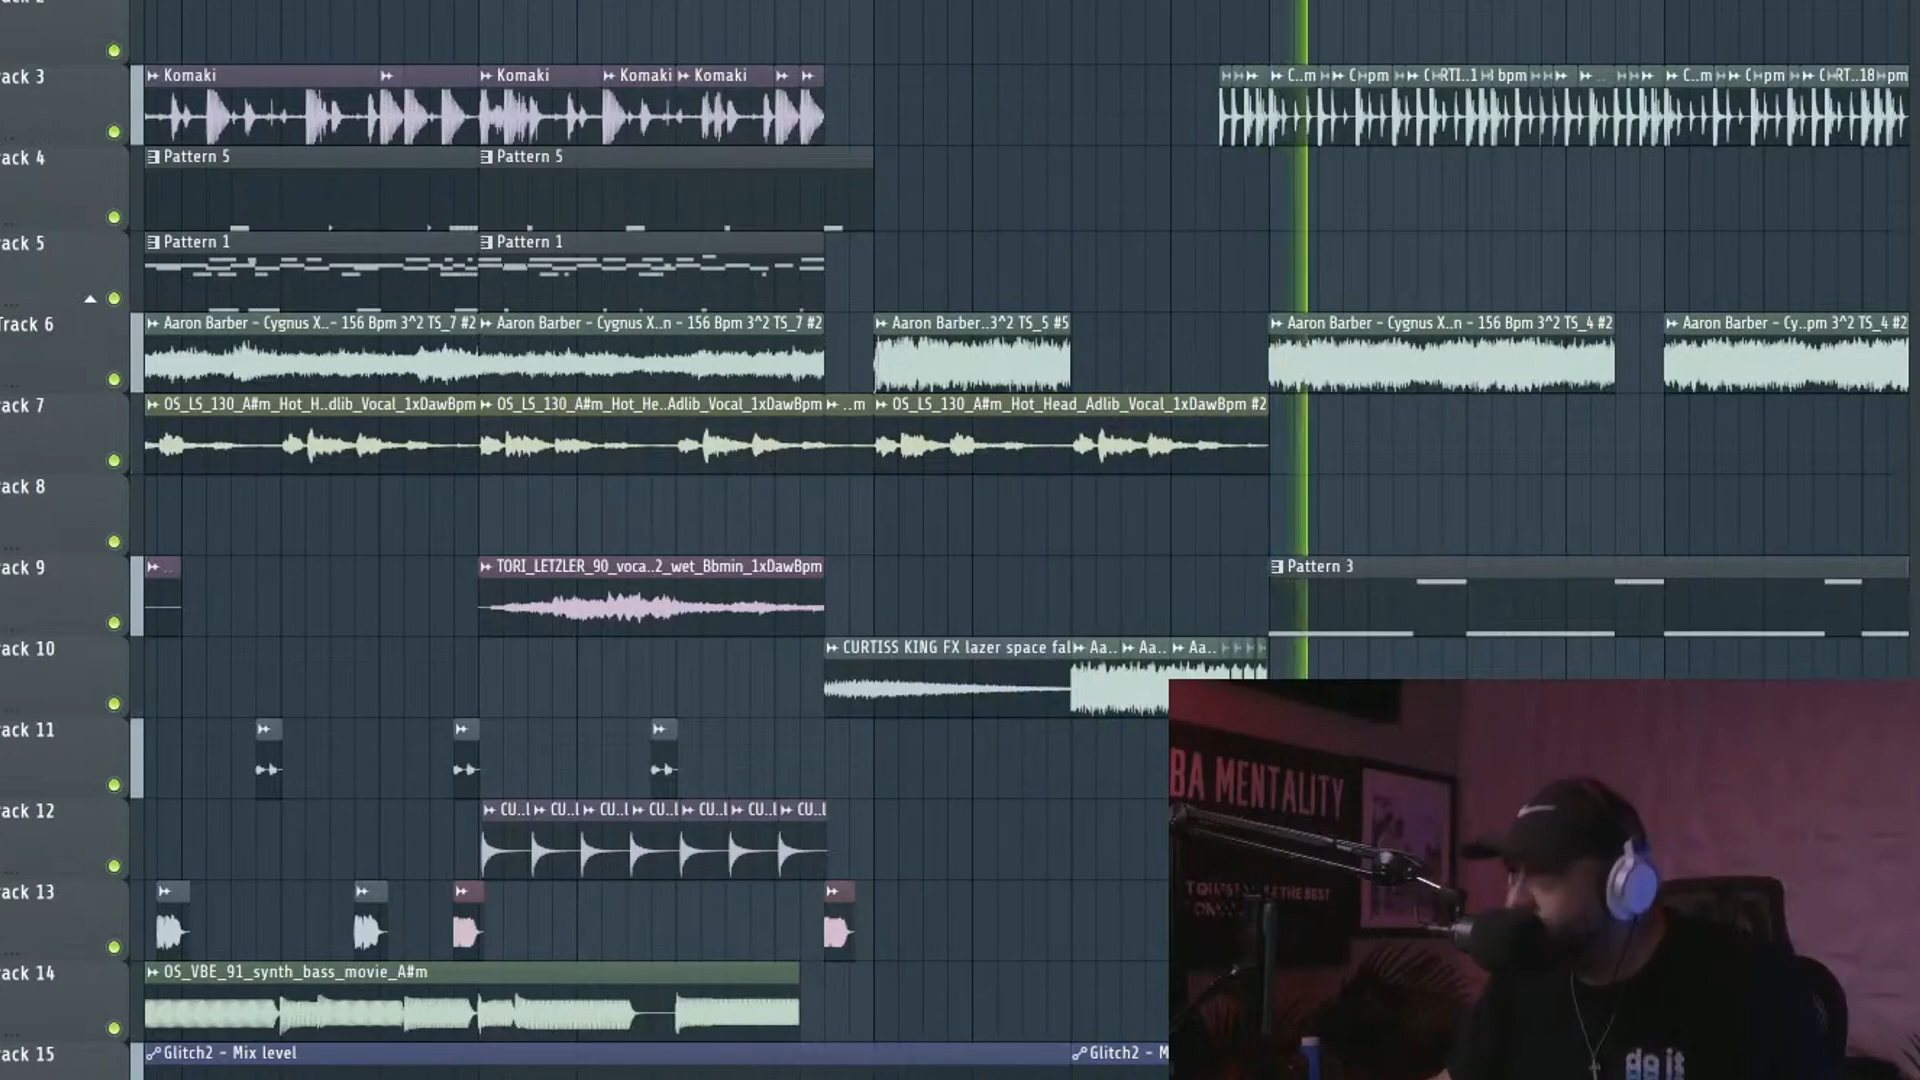 ack 3
Komaki
Komaki
Komaki
Komaki
C..m
C
pm
C
RTI..1
bpm
C..m
C
pm
C
RT..18
pm
ack 4
Pattern 5
Pattern 5
ack 5
Pattern 1
Pattern 1
Track 6
Aaron Barber - Cygnus X..- 156 Bpm 3^2 TS_7 #2
Aaron Barber - Cygnus X..n - 156 Bpm 3^2 TS_7 #2
Aaron Barber..3^2 TS_5 #5
Aaron Barber - Cygnus X..n - 156 Bpm 3^2 TS_4 #2
Aaron Barber - Cy..pm 3^2 TS_4 #2
ack 7
OS_LS_130_A#m_Hot_H..dlib_Vocal_1xDawBpm
OS_LS_130_A#m_Hot_He..Adlib_Vocal_1xDawBpm
..m
OS_LS_130_A#m_Hot_Head_Adlib_Vocal_1xDawBpm #2
ack 8
ack 9
..
TORI_LETZLER_90_voca..2_wet_Bbmin_1xDawBpm
Pattern 3
ack 10
CURTISS KING FX lazer space fal
Aa..
Aa..
Aa..
ack 11
ack 12
CU..l
CU..l
CU..l
CU..l
CU..l
CU..l
CU..l
ack 13
ack 14
OS_VBE_91_synth_bass_movie_A#m
ack 15
Glitch2 - Mix level
Glitch2 - M
BA MENTALITY
THE BEST
do it